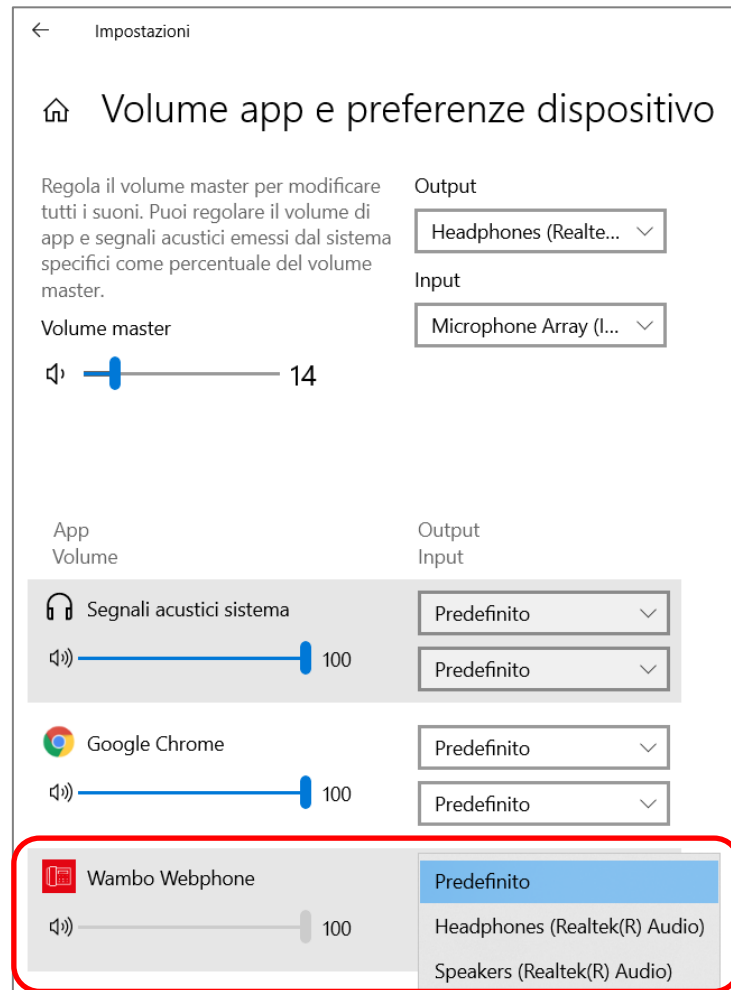 Impostazioni
Volume app e preferenze dispositivo
Regola il volume master per modificare
tutti i suoni. Puoi regolare il volume di
app e segnali acustici emessi dal sistema
specifici come percentuale del volume
master.
Volume master
14
Output
Headphones (Realte...
Input
Microphone Array (I...
App
Volume
Output
Input
Segnali acustici sistema
100
Predefinito
Predefinito
Google Chrome
100
Predefinito
Predefinito
Wambo Webphone
100
Predefinito
Headphones (Realtek(R) Audio)
Speakers (Realtek(R) Audio)